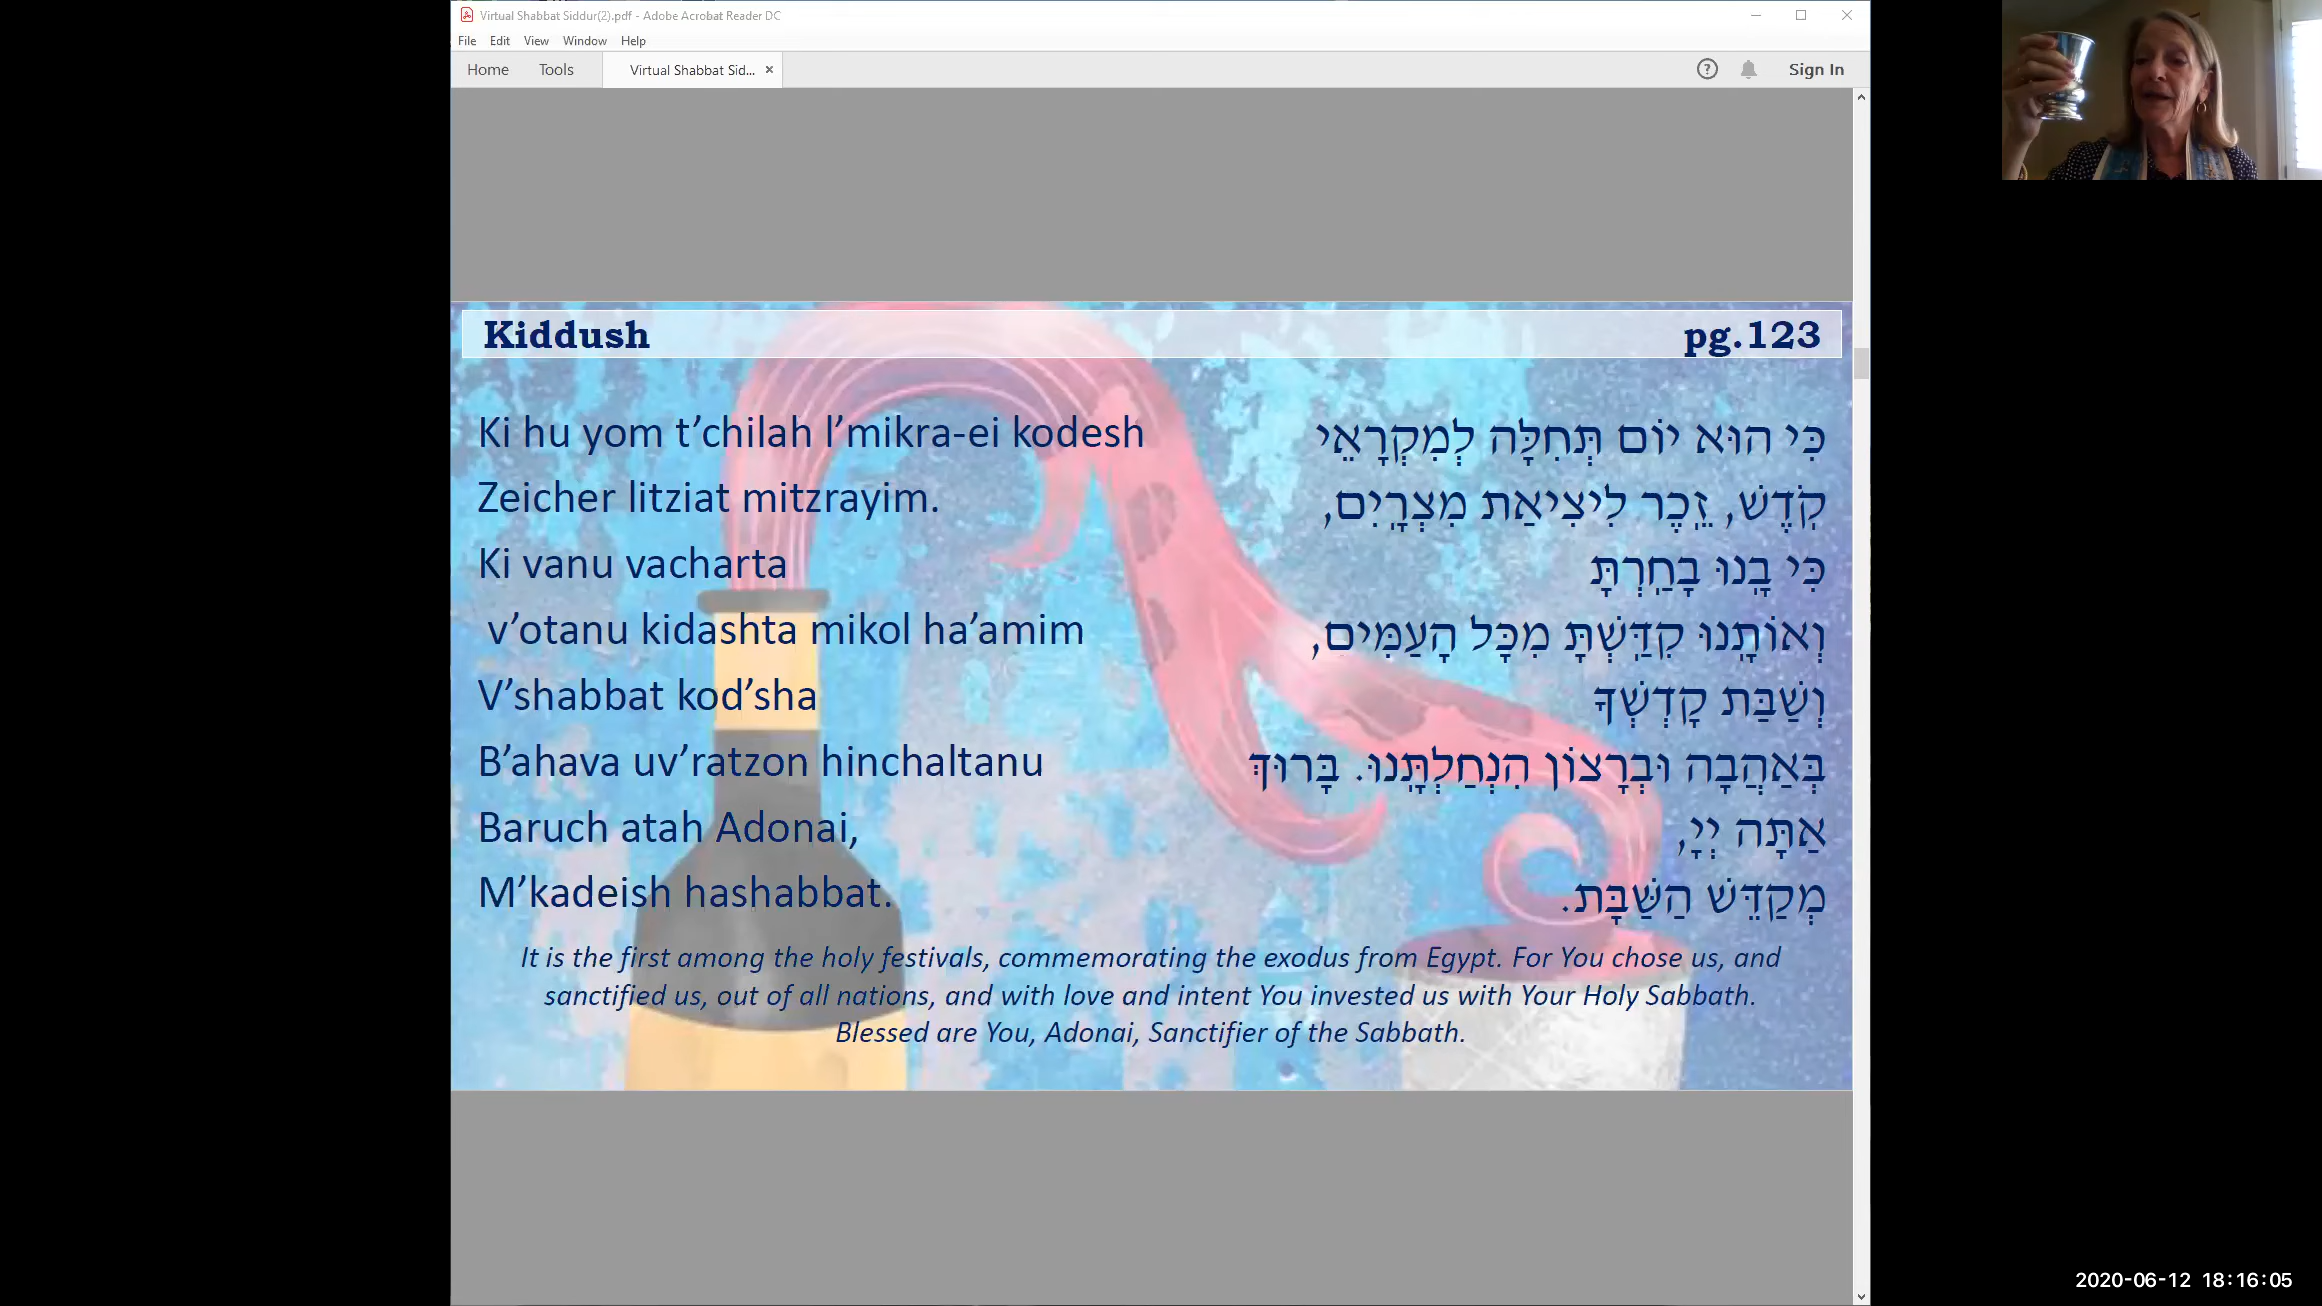 Virtual Shabbat Siddur(2).pdf - Adobe Acrobat Reader DC
File Edit View Window Help
Home Tools Virtual Shabbat Sid... × ? Sign In
Kiddush pg.123
Ki hu yom t’chilah l’mikra-ei kodesh
Zeicher litziat mitzrayim.
Ki vanu vacharta
v’otanu kidashta mikol ha’amim
V’shabbat kod’sha
B’ahava uv’ratzon hinchaltanu
Baruch atah Adonai,
M’kadeish hashabbat.
כִּי הוּא יוֹם תְּחִלָּה לְמִקְרָאֵי
קֹֽדֶשׁ, זֵֽכֶר לִיצִיאַת מִצְרָֽיִם,
כִּי בָֽנוּ בָחַֽרְתָּ
וְאוֹתָֽנוּ קִדַּֽשְׁתָּ מִכָּל הָעַמִּים,
וְשַׁבַּת קָדְשְׁךָ
בְּאַהֲבָה וּבְרָצוֹן הִנְחַלְתָּֽנוּ. בָּרוּךְ
אַתָּה יְיָ,
מְקַדֵּשׁ הַשַּׁבָּת.
It is the first among the holy festivals, commemorating the exodus from Egypt. For You chose us, and
sanctified us, out of all nations, and with love and intent You invested us with Your Holy Sabbath.
Blessed are You, Adonai, Sanctifier of the Sabbath.
2020-06-12 18:16:05